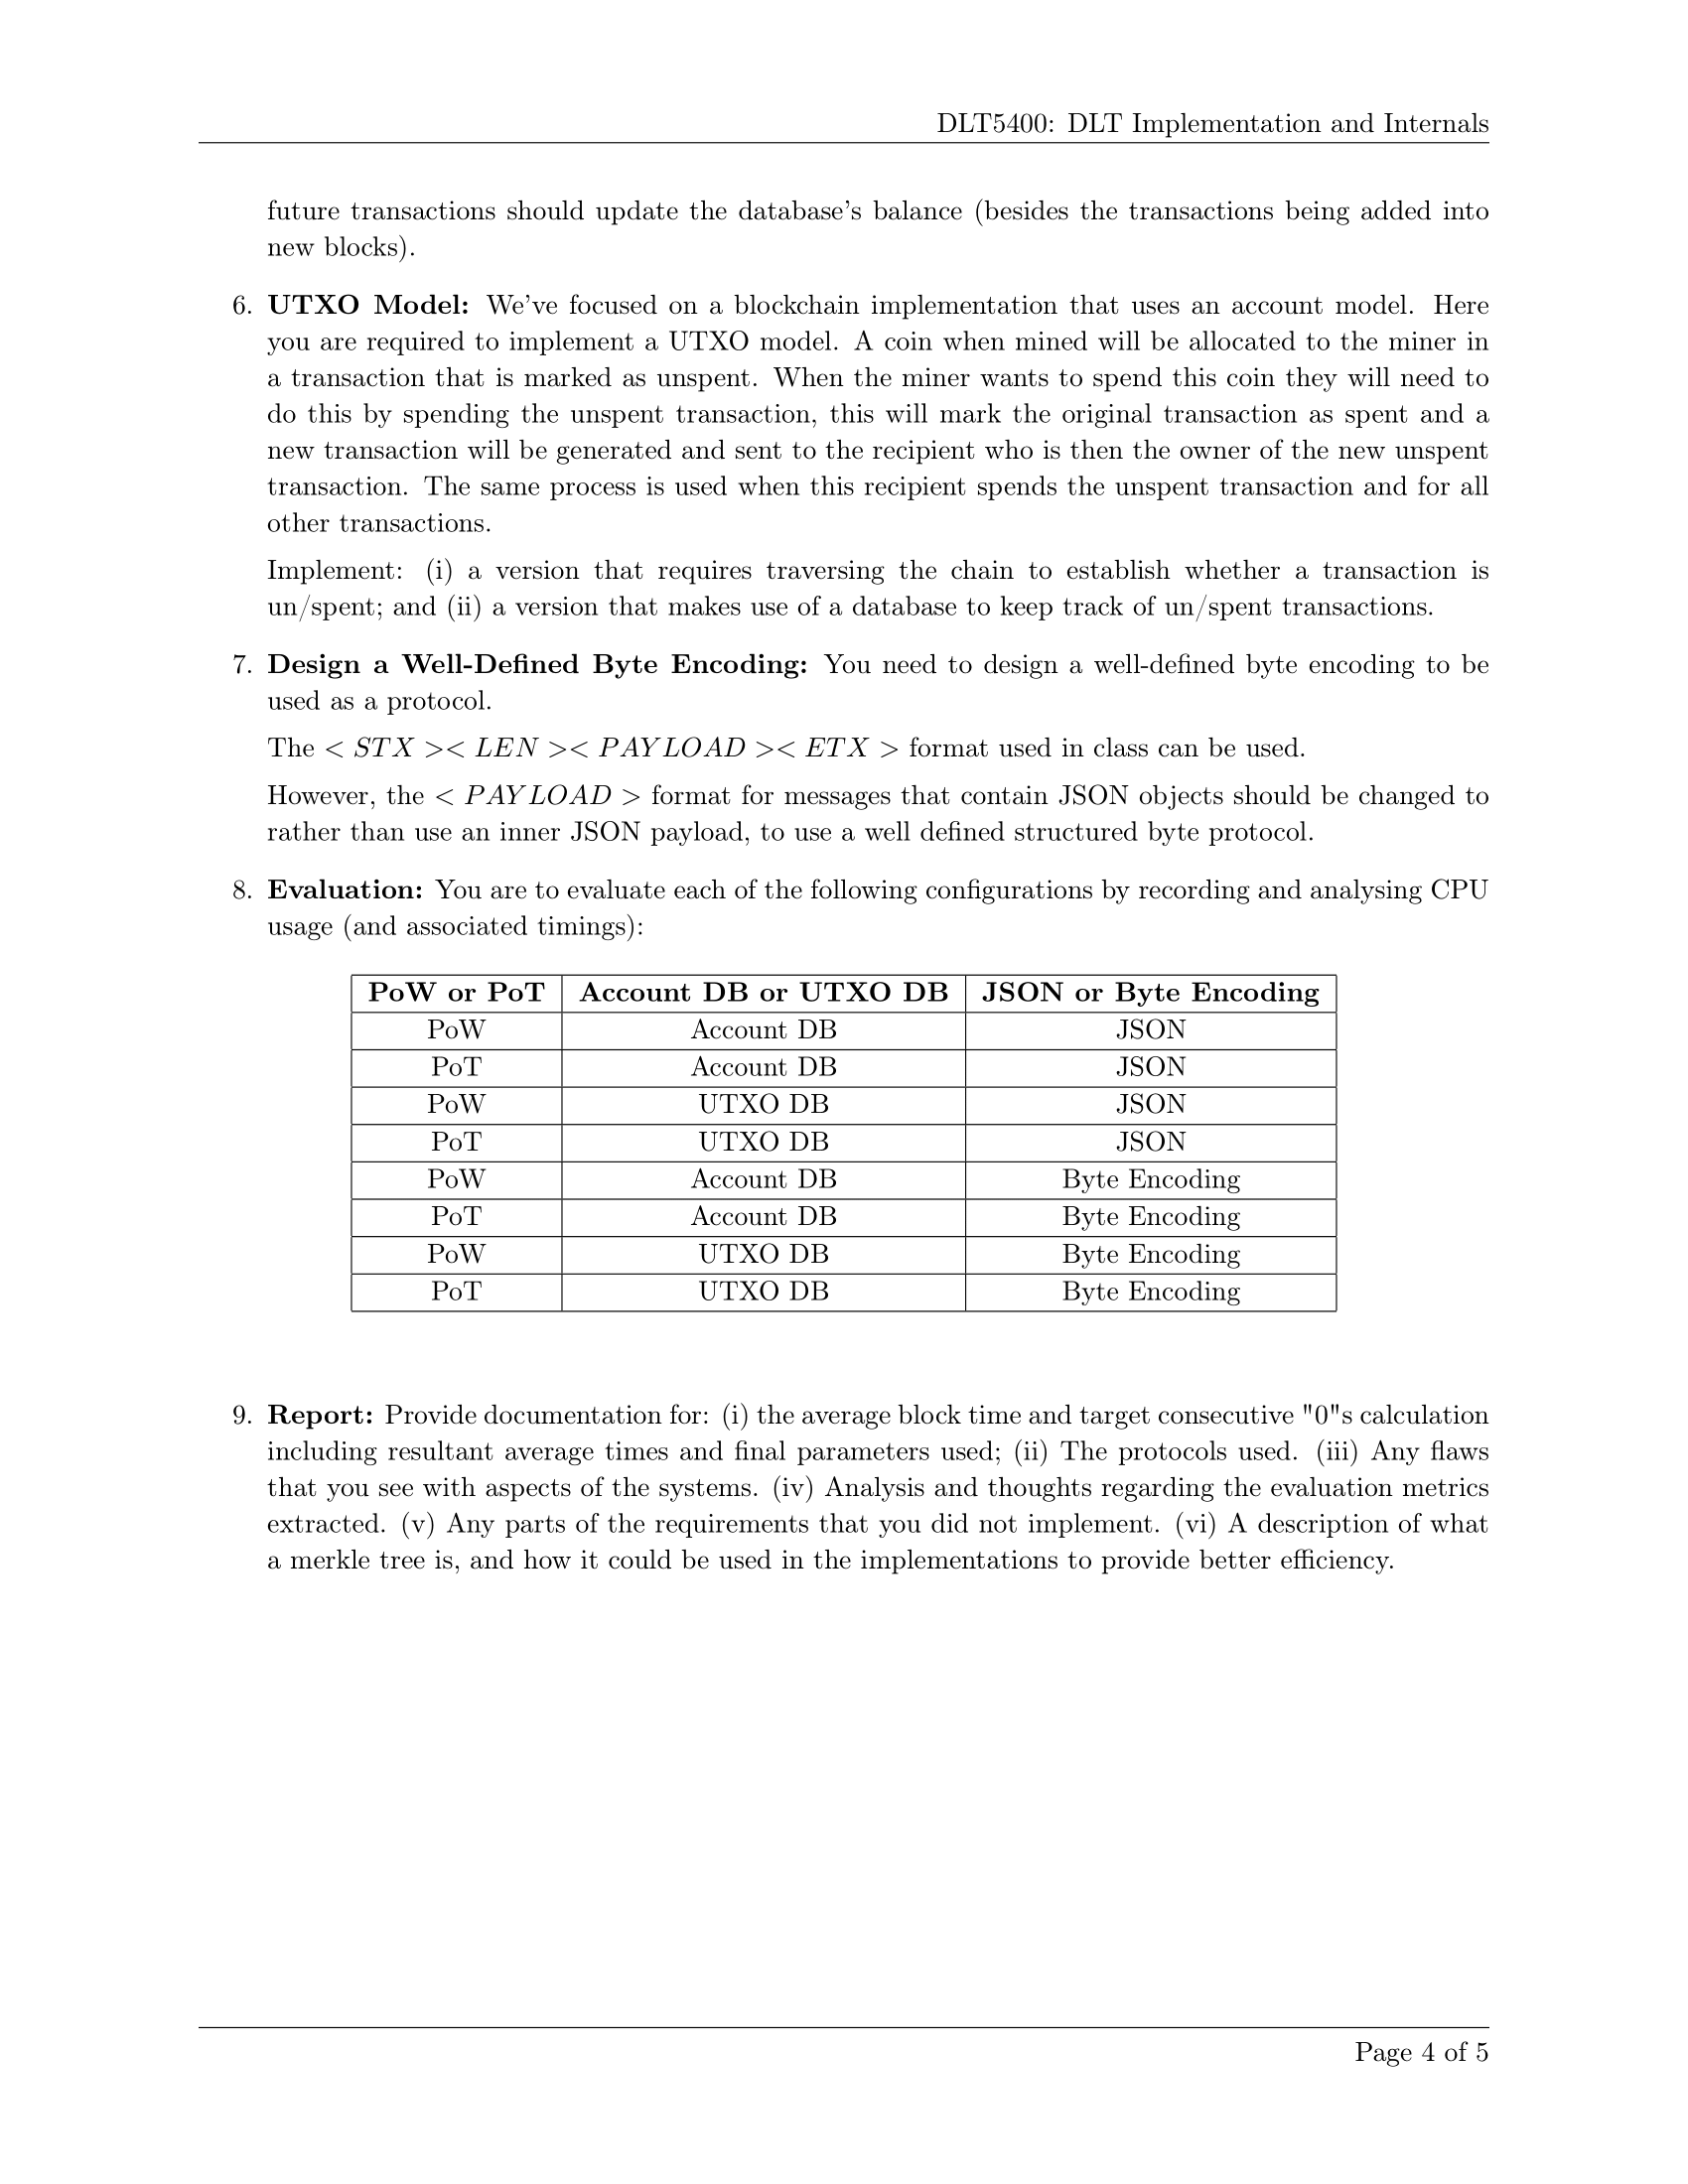 DLT5400: DLT Implementation and Internals
future transactions should update the database's balance (besides the transactions being added into
new blocks).
6. UTXO Model: We've focused on a blockchain implementation that uses an account model. Here
you are required to implement a UTXO model. A coin when mined will be allocated to the miner in
a transaction that is marked as unspent. When the miner wants to spend this coin they will need to
do this by spending the unspent transaction, this will mark the original transaction as spent and a
new transaction will be generated and sent to the recipient who is then the owner of the new unspent
transaction. The same process is used when this recipient spends the unspent transaction and for all
other transactions.
Implement: (i) a version that requires traversing the chain to establish whether a transaction is
un/spent; and (ii) a version that makes use of a database to keep track of un/spent transactions.
7. Design a Well-Defined Byte Encoding: You need to design a well-defined byte encoding to be
used as a protocol.
The < STX >< LEN >< PAYLOAD >< ETX > format used in class can be used.
However, the < PAYLOAD > format for messages that contain JSON objects should be changed to
rather than use an inner JSON payload, to use a well defined structured byte protocol.
8. Evaluation: You are to evaluate each of the following configurations by recording and analysing CPU
usage (and associated timings):
PoW or PoT Account DB or UTXO DB JSON or Byte Encoding
PoW Account DB JSON
PoT Account DB JSON
PoW UTXO DB JSON
PoT UTXO DB JSON
PoW Account DB Byte Encoding
PoT Account DB Byte Encoding
PoW UTXO DB Byte Encoding
PoT UTXO DB Byte Encoding
9. Report: Provide documentation for: (i) the average block time and target consecutive "0"s calculation
including resultant average times and final parameters used; (ii) The protocols used. (iii) Any flaws
that you see with aspects of the systems. (iv) Analysis and thoughts regarding the evaluation metrics
extracted. (v) Any parts of the requirements that you did not implement. (vi) A description of what
a merkle tree is, and how it could be used in the implementations to provide better efficiency.
Page 4 of 5